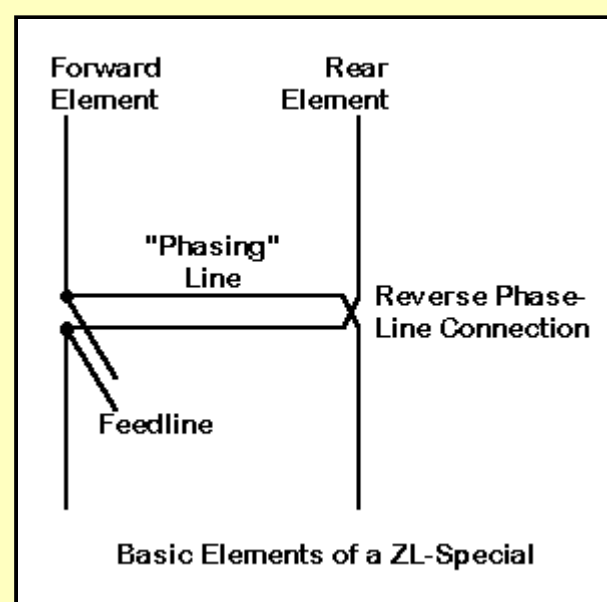 Forward
Element
Rear
Element
"Phasing"
Line
Reverse Phase-
Line Connection
Feedline
Basic Elements of a ZL-Special